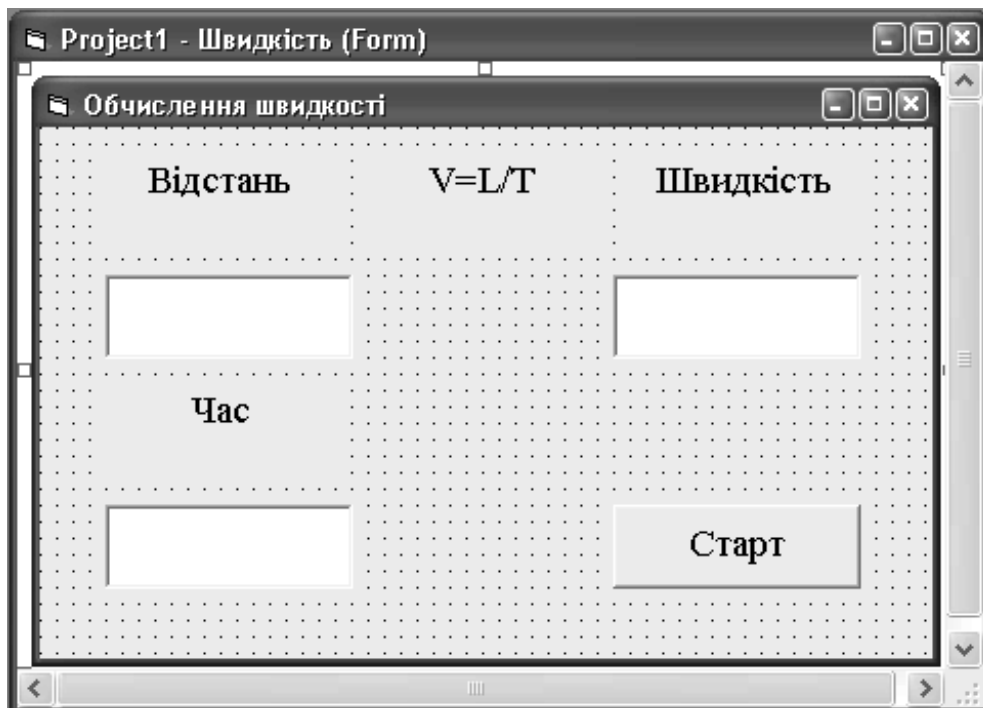 Project1 - Швидкість (Form)
Обчислення швидкості
Відстань V=L/T Швидкість
Час
Старт